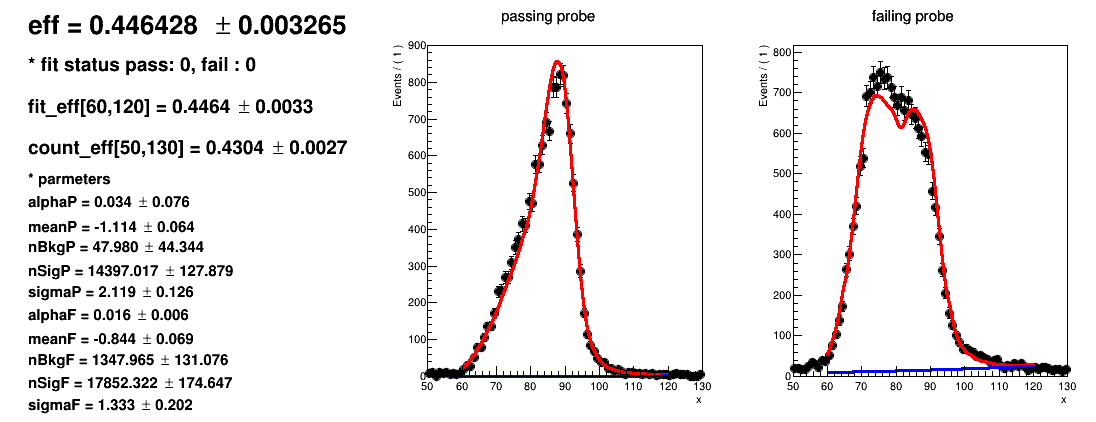 eff = 0.446428 ± 0.003265
* fit status pass: 0, fail : 0
fit_eff[60,120] = 0.4464 ± 0.0033
count_eff[50,130] = 0.4304 ± 0.0027
* parmeters
alphaP = 0.034 ± 0.076
meanP = -1.114 ± 0.064
nBkgP = 47.980 ± 44.344
nSigP = 14397.017 ± 127.879
sigmaP = 2.119 ± 0.126
alphaF = 0.016 ± 0.006
meanF = -0.844 ± 0.069
nBkgF = 1347.965 ± 131.076
nSigF = 17852.322 ± 174.647
sigmaF = 1.333 ± 0.202
passing probe
Events / ( 1 )
900
800
700
600
500
400
300
200
100
0
50 60 70 80 90 100 110 120 130
x
failing probe
Events / ( 1 )
800
700
600
500
400
300
200
100
0
50 60 70 80 90 100 110 120 130
x